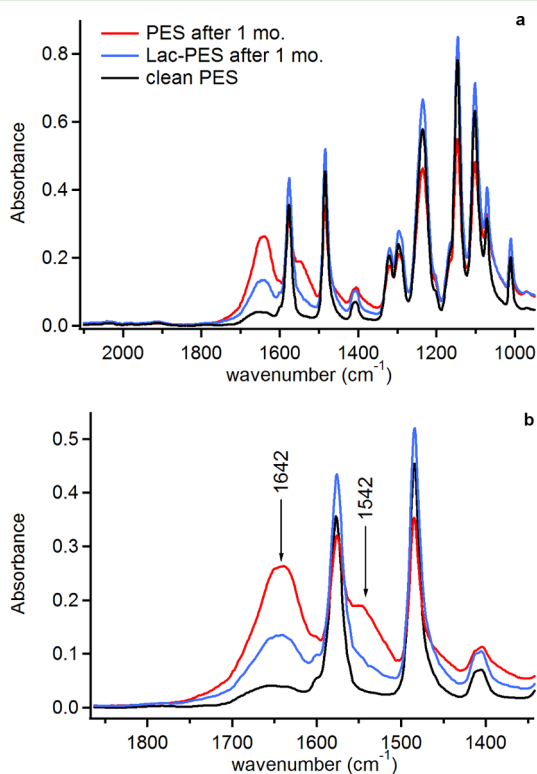 a
PES after 1 mo.
Lac-PES after 1 mo.
clean PES
Absorbance
0.8
0.6
0.4
0.2
0.0
2000 1800 1600 1400 1200 1000
wavenumber (cm⁻¹)
b
1642
1542
Absorbance
0.5
0.4
0.3
0.2
0.1
0.0
1800 1700 1600 1500 1400
wavenumber (cm⁻¹)